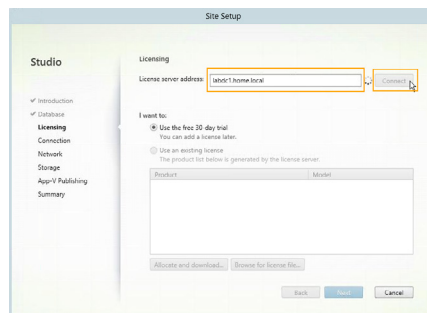 Site Setup
Studio
Introduction
Database
Licensing
Connection
Network
Storage
App-V Publishing
Summary
Licensing
License server address: labdc1.home.local Connect
I want to:
Use the free 30-day trial
You can add a license later.
Use an existing license
The product list below is generated by the license server.
Product Model
Allocate and download... Browse for license file...
Back Next Cancel